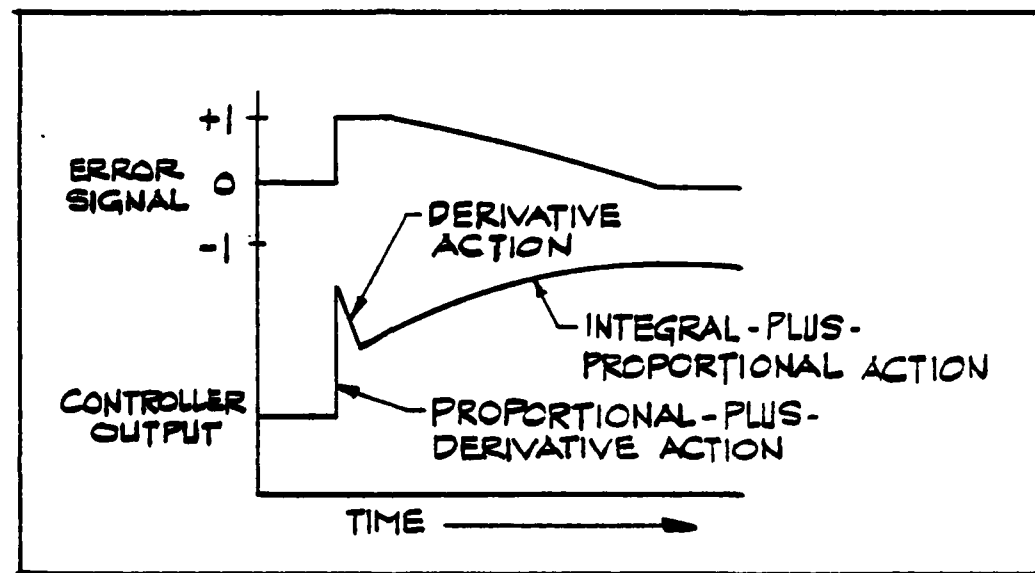 +1
ERROR
SIGNAL
0
-1
DERIVATIVE
ACTION
INTEGRAL-PLUS-
PROPORTIONAL ACTION
CONTROLLER
OUTPUT
PROPORTIONAL-PLUS-
DERIVATIVE ACTION
TIME